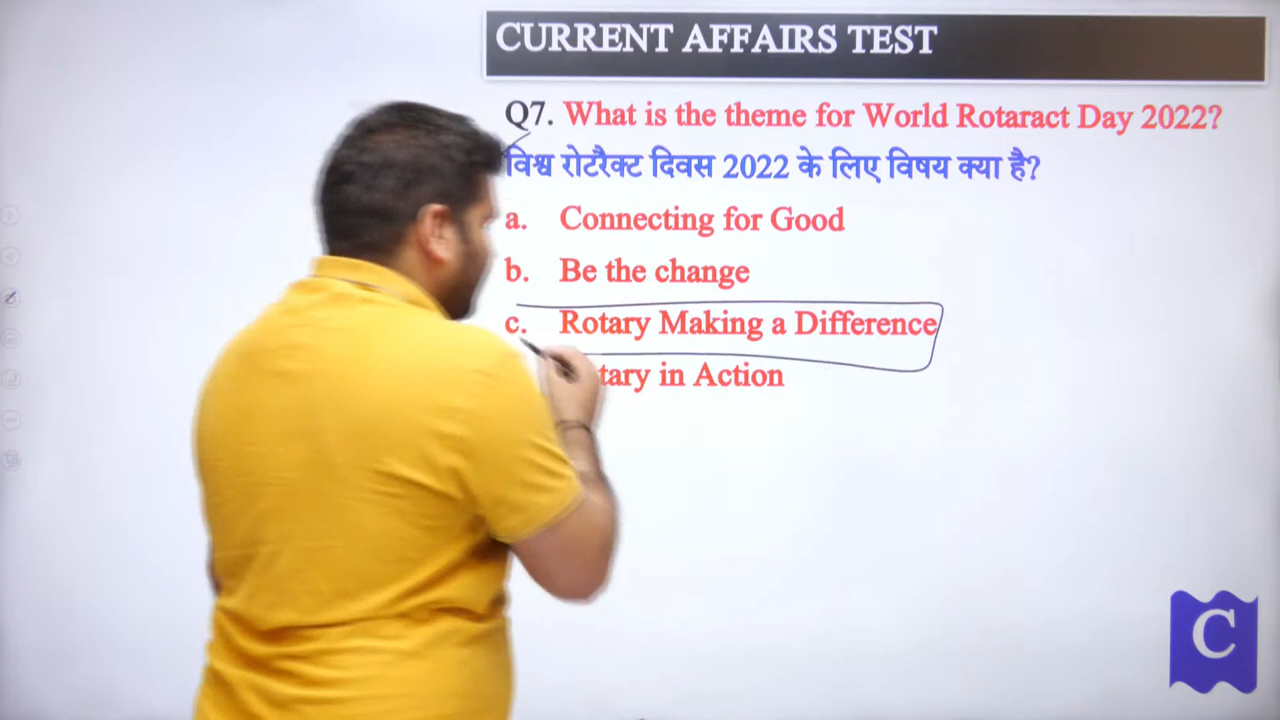 CURRENT AFFAIRS TEST
Q7. What is the theme for World Rotaract Day 2022?
विश्व रोटरैक्ट दिवस 2022 के लिए विषय क्या है?
a. Connecting for Good
b. Be the change
c. Rotary Making a Difference
in Action
C